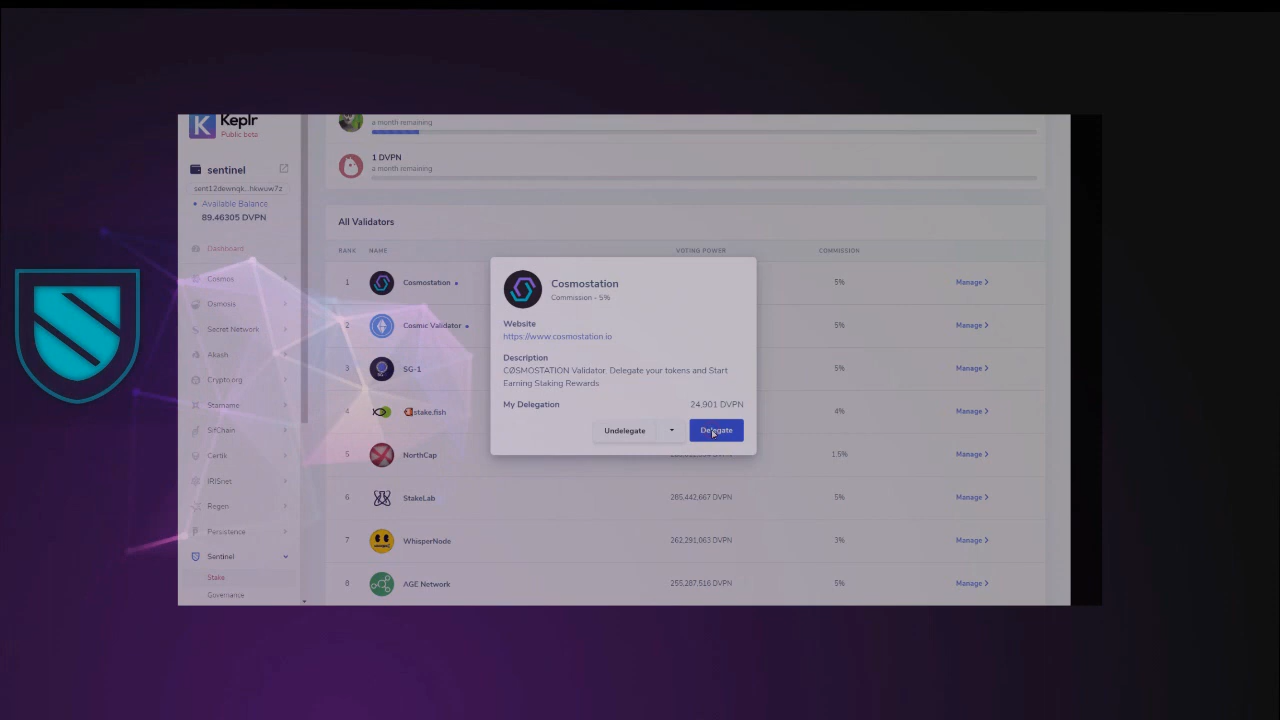 Keplr
Public beta
sentinel
sent12dewnqk...hkwuw7z
Available Balance
89.46305 DVPN
Dashboard
Cosmos
Osmosis
Secret Network
Akash
Crypto.org
Starname
SifChain
Certik
IRISnet
Regen
Persistence
Sentinel
Stake
Governance
a month remaining
1 DVPN
a month remaining
All Validators
RANK NAME VOTING POWER COMMISSION
1 Cosmostation 5% Manage
2 Cosmic Validator 5% Manage
3 SG-1 5% Manage
4 stake.fish 4% Manage
5 NorthCap 1.5% Manage
6 StakeLab 285,442,667 DVPN 5% Manage
7 WhisperNode 262,291,063 DVPN 3% Manage
8 AGE Network 255,287,516 DVPN 5% Manage
Cosmostation
Commission - 5%
Website
https://www.cosmostation.io
Description
CØSMOSTATION Validator. Delegate your tokens and Start
Earning Staking Rewards
My Delegation 24,901 DVPN
Undelegate Delegate